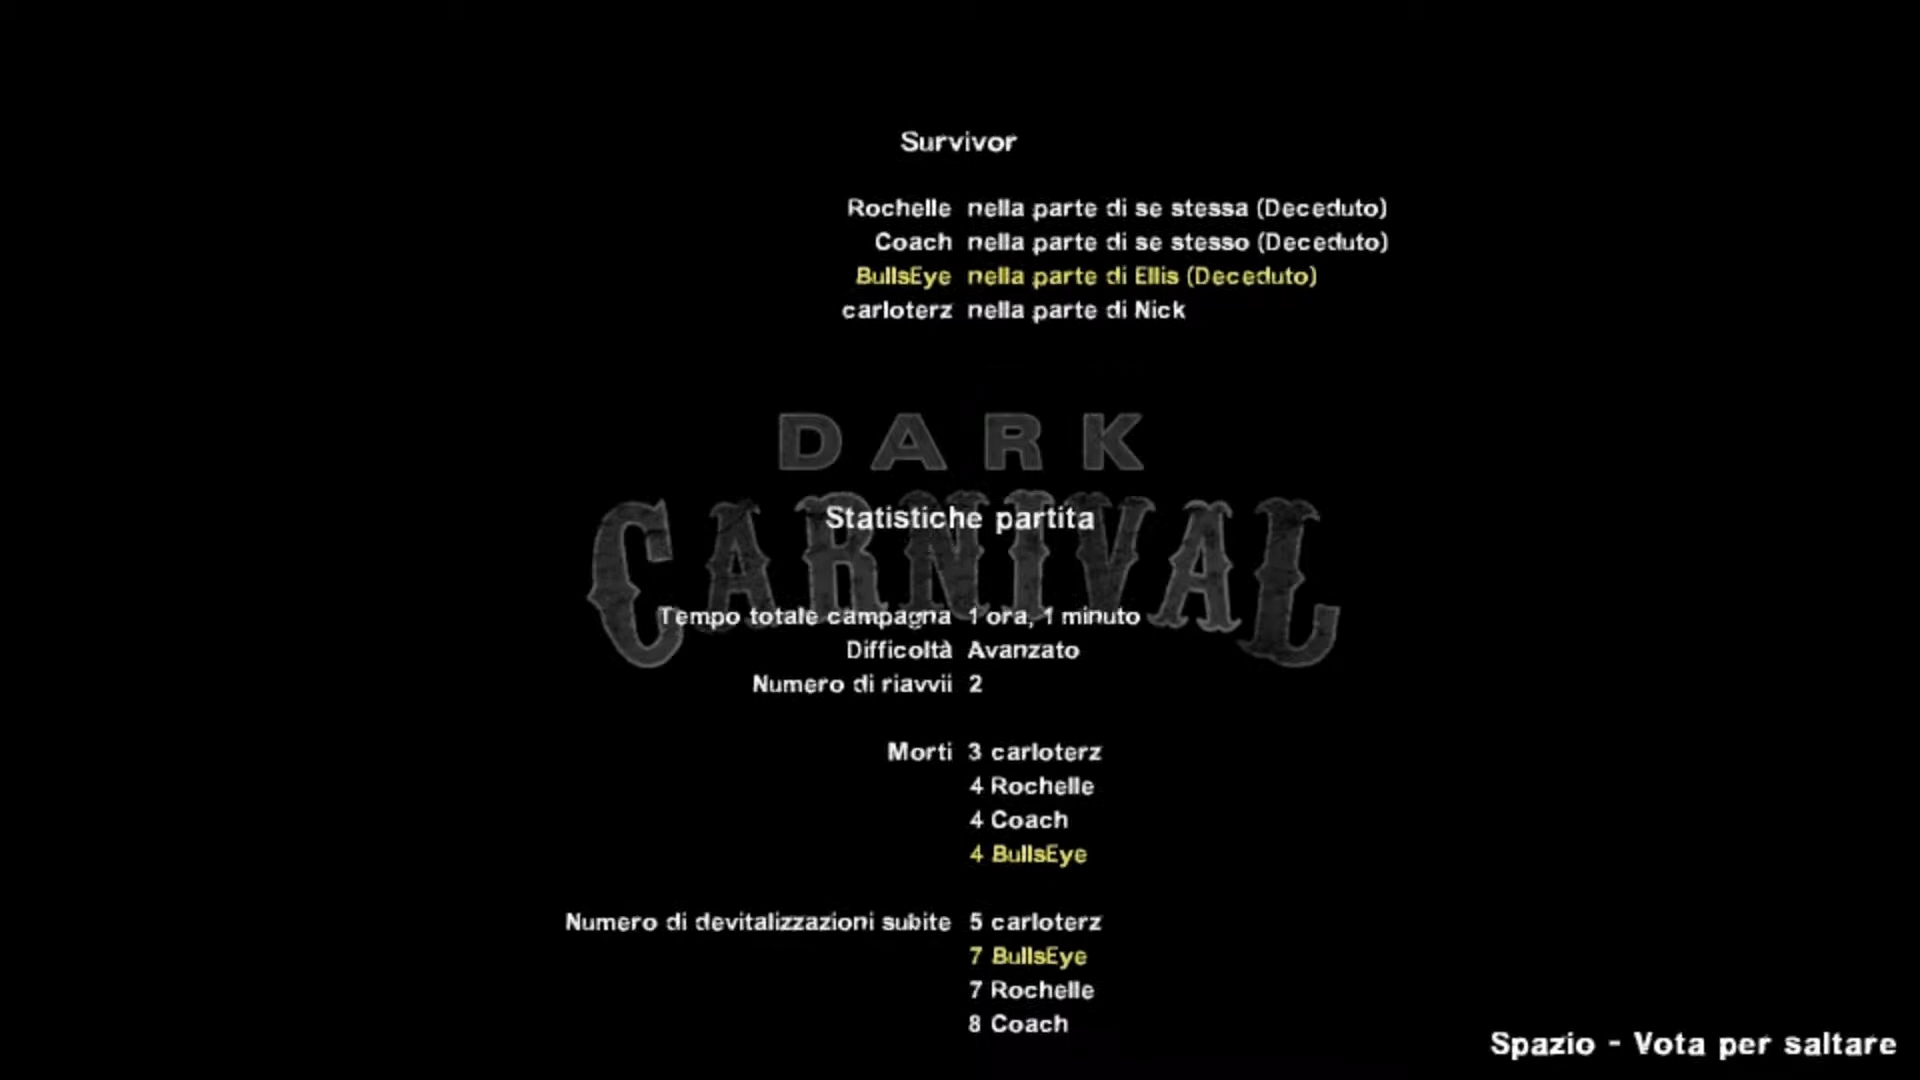 Survivor
Rochelle nella parte di se stessa (Deceduto)
Coach nella parte di se stesso (Deceduto)
BullsEye nella parte di Ellis (Deceduto)
carloterz nella parte di Nick
DARK
CARNIVAL
Statistiche partita
Tempo totale campagna 1 ora, 1 minuto
Difficoltà Avanzato
Numero di riavvii 2
Morti 3 carloterz
4 Rochelle
4 Coach
4 BullsEye
Numero di devitalizzazioni subite 5 carloterz
7 BullsEye
7 Rochelle
8 Coach
Spazio - Vota per saltare